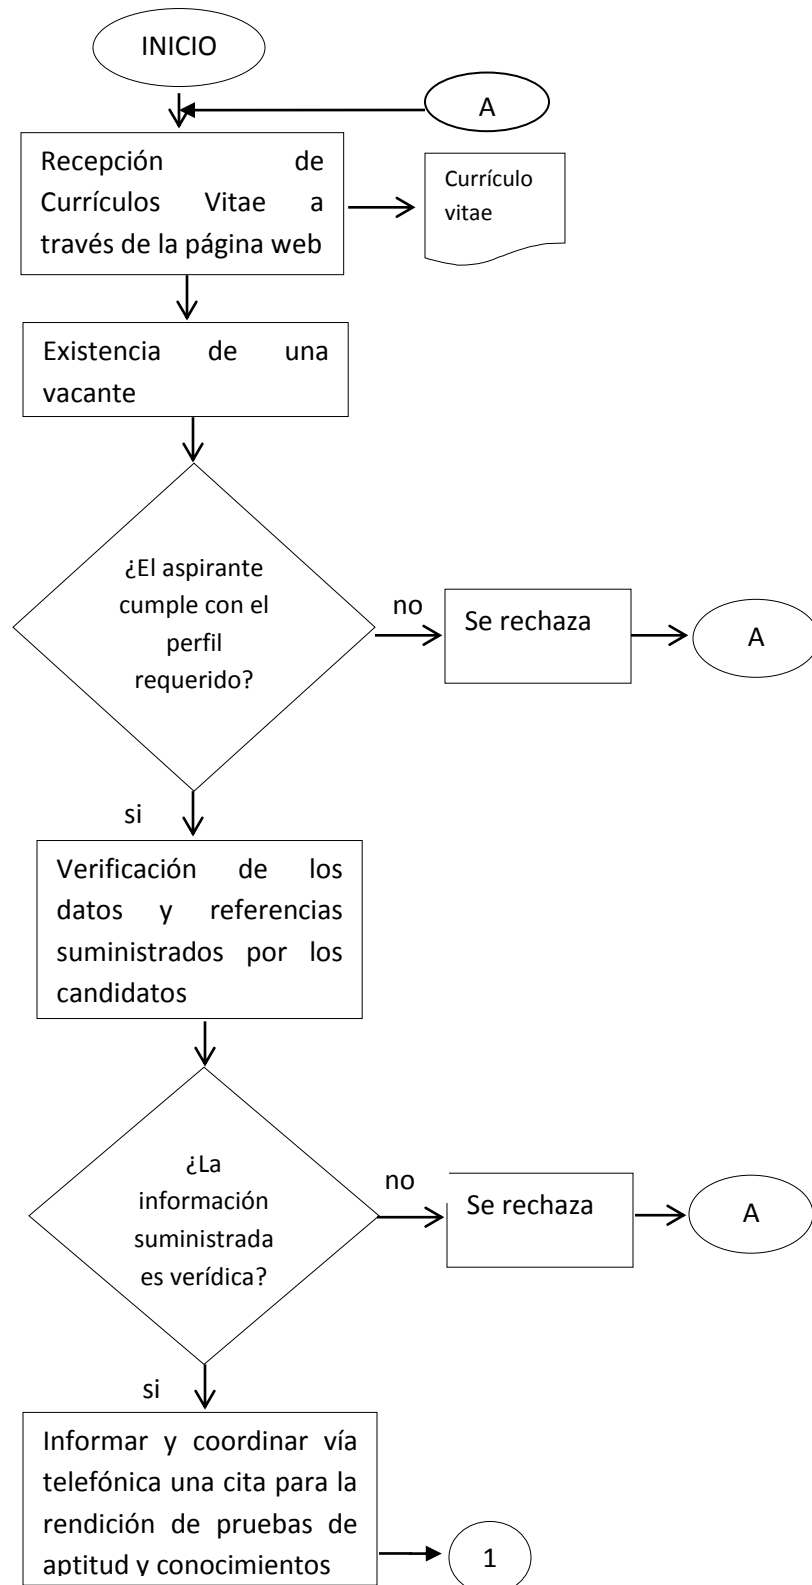 INICIO
A
Recepción de
Currículos Vitae a
través de la página web
Currículo
vitae
Existencia de una
vacante
¿El aspirante
cumple con el
perfil
requerido?
no
Se rechaza
A
si
Verificación de los
datos y referencias
suministrados por los
candidatos
¿La
información
suministrada
es verídica?
no
Se rechaza
A
si
Informar y coordinar vía
telefónica una cita para la
rendición de pruebas de
aptitud y conocimientos
1